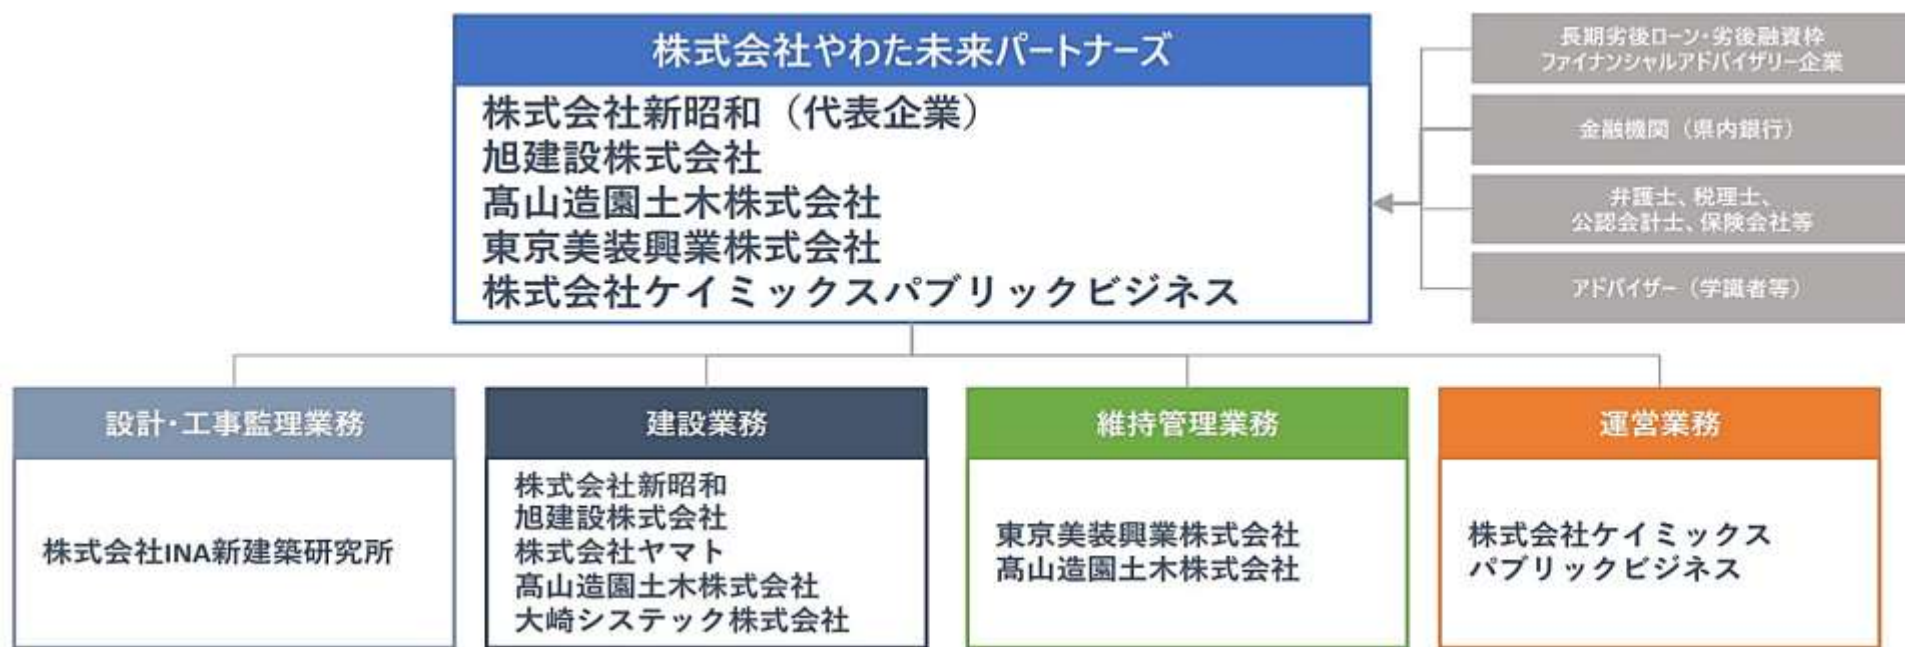 株式会社やわた未来パートナーズ
株式会社新昭和（代表企業）
旭建設株式会社
髙山造園土木株式会社
東京美装興業株式会社
株式会社ケイミックスパブリックビジネス
長期劣後ローン・劣後融資枠
ファイナンシャルアドバイザリー企業
金融機関（県内銀行）
弁護士、税理士、
公認会計士、保険会社等
アドバイザー（学識者等）
設計・工事監理業務
株式会社INA新建築研究所
建設業務
株式会社新昭和
旭建設株式会社
株式会社ヤマト
髙山造園土木株式会社
大崎システック株式会社
維持管理業務
東京美装興業株式会社
髙山造園土木株式会社
運営業務
株式会社ケイミックス
パブリックビジネス